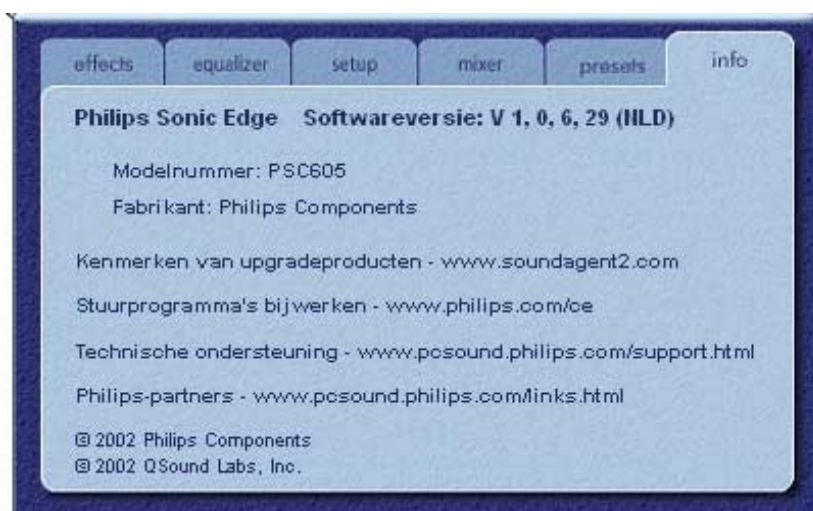 effects equalizer setup mixer presets info
Philips Sonic Edge Softwareversie: V 1, 0, 6, 29 (NLD)
Modelnummer: PSC605
Fabrikant: Philips Components
Kenmerken van upgradeproducten - www.soundagent2.com
Stuurprogramma's bijwerken - www.philips.com/ce
Technische ondersteuning - www.pcsound.philips.com/support.html
Philips-partners - www.pcsound.philips.com/links.html
© 2002 Philips Components
© 2002 QSound Labs, Inc.